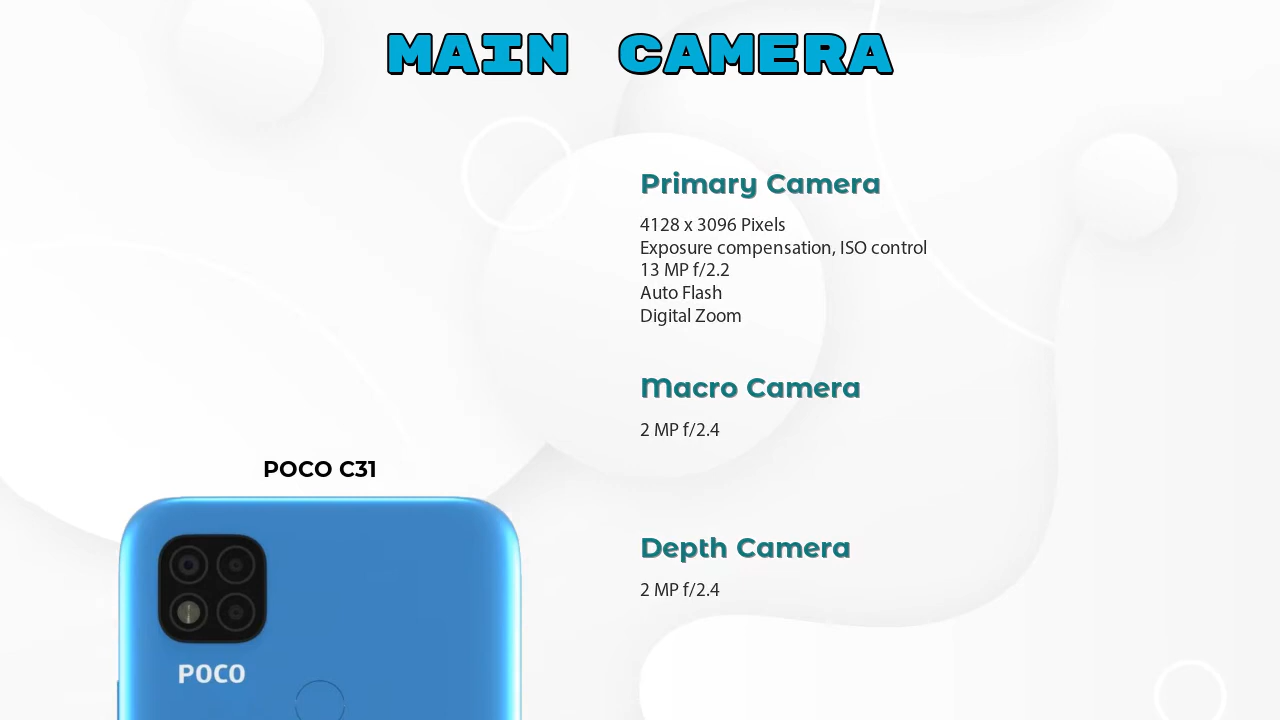 MAIN CAMERA
Primary Camera
4128 x 3096 Pixels
Exposure compensation, ISO control
13 MP f/2.2
Auto Flash
Digital Zoom
Macro Camera
2 MP f/2.4
POCO C31
Depth Camera
2 MP f/2.4
POCO